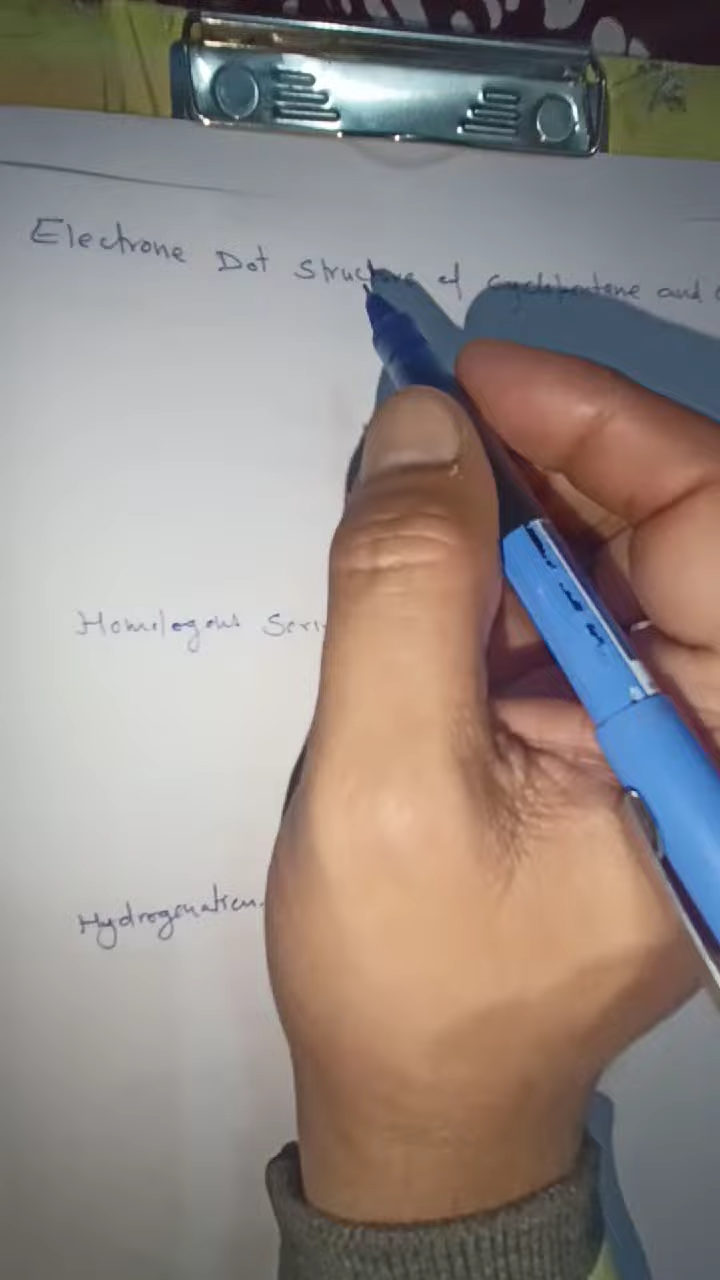 Electrone Dot Structure of Cyclopentane and
Homologous Seri
Hydrogenation.